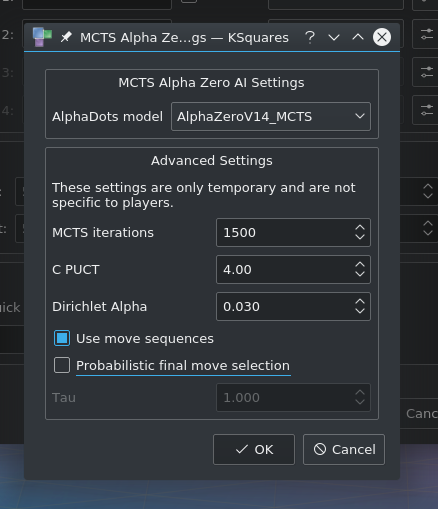 1:
2:
MCTS Alpha Ze...gs — KSquares
3:
4:
MCTS Alpha Zero AI Settings
AlphaDots model AlphaZeroV14_MCTS
Advanced Settings
These settings are only temporary and are not
specific to players.
MCTS iterations 1500
C PUCT 4.00
Dirichlet Alpha 0.030
Use move sequences
Probabilistic final move selection
Tau 1.000
OK Cancel